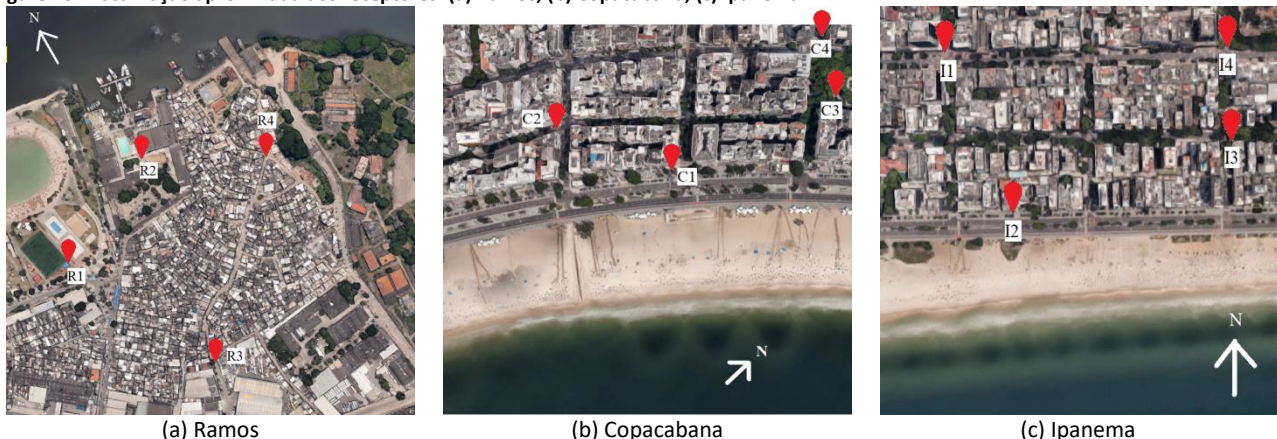 N
R4
R2
R1
R3
(a) Ramos
C4
C3
C2
C1
N
(b) Copacabana
I1
I4
I3
I2
N
(c) Ipanema